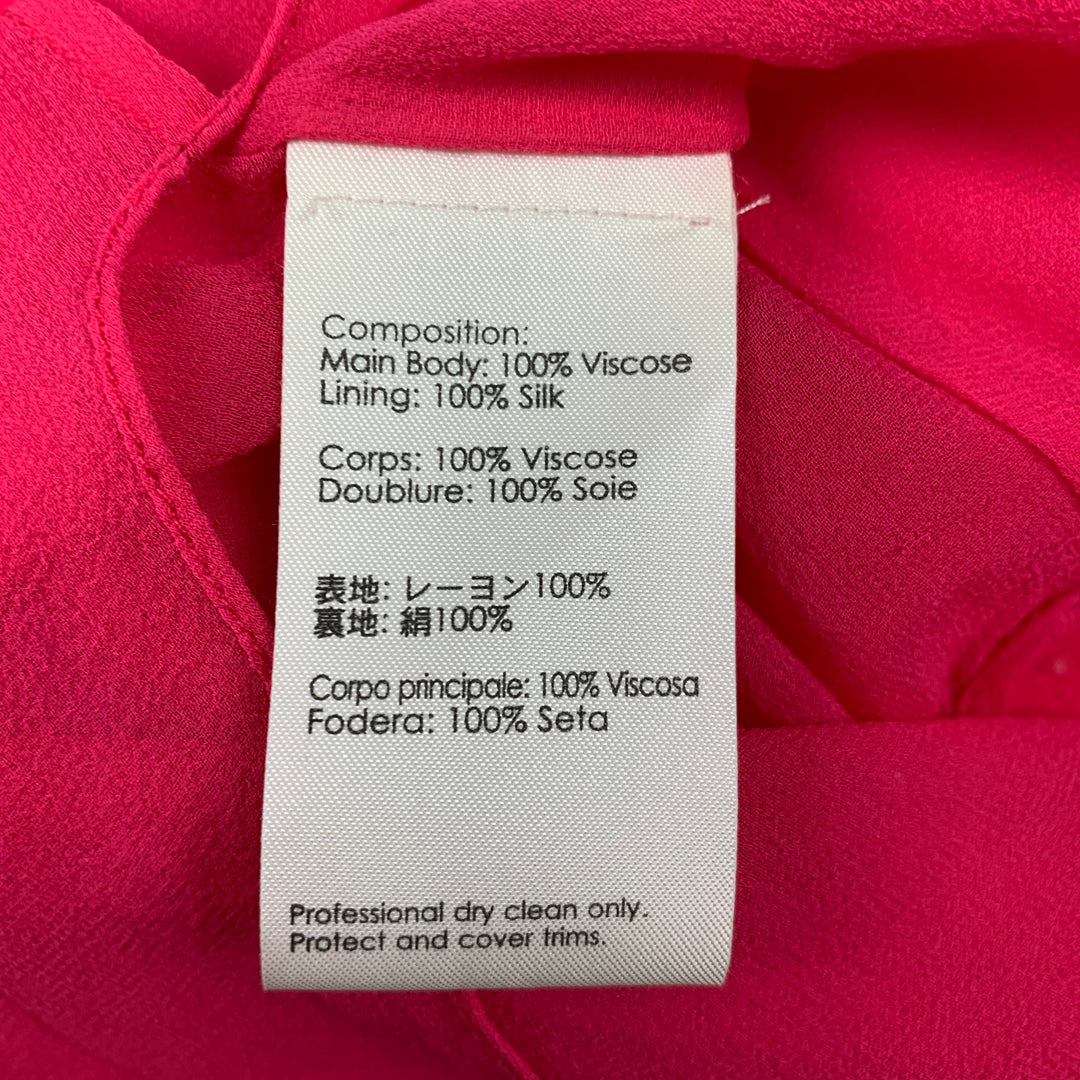 Composition:
Main Body: 100% Viscose
Lining: 100% Silk
Corps: 100% Viscose
Doublure: 100% Soie
表地: レーヨン100%
裏地: 絹100%
Corpo principale: 100% Viscosa
Fodera: 100% Seta
Professional dry clean only.
Protect and cover trims.